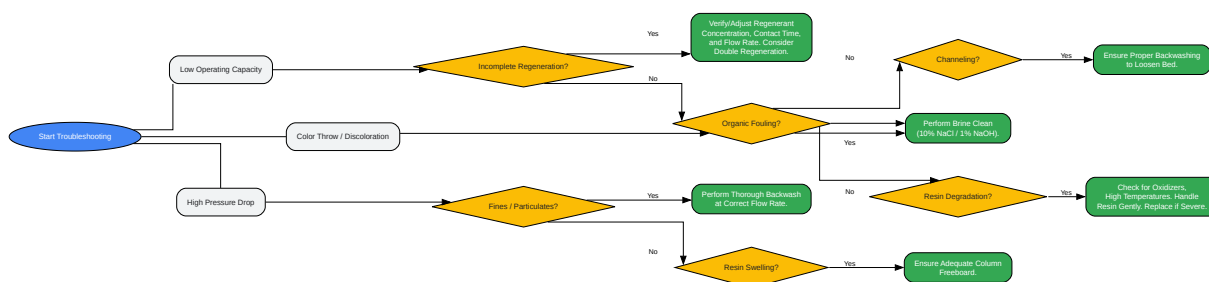 Start Troubleshooting
Low Operating Capacity
Color Throw / Discoloration
High Pressure Drop
Incomplete Regeneration?
Yes
Verify/Adjust Regenerant
Concentration, Contact Time,
and Flow Rate. Consider
Double Regeneration.
No
Organic Fouling?
No
Channeling?
Yes
Ensure Proper Backwashing
to Loosen Bed.
Perform Brine Clean
(10% NaCl / 1% NaOH).
Yes
No
Resin Degradation?
Yes
Check for Oxidizers,
High Temperatures. Handle
Resin Gently. Replace if Severe.
Fines / Particulates?
Yes
Perform Thorough Backwash
at Correct Flow Rate.
No
Resin Swelling?
Yes
Ensure Adequate Column
Freeboard.